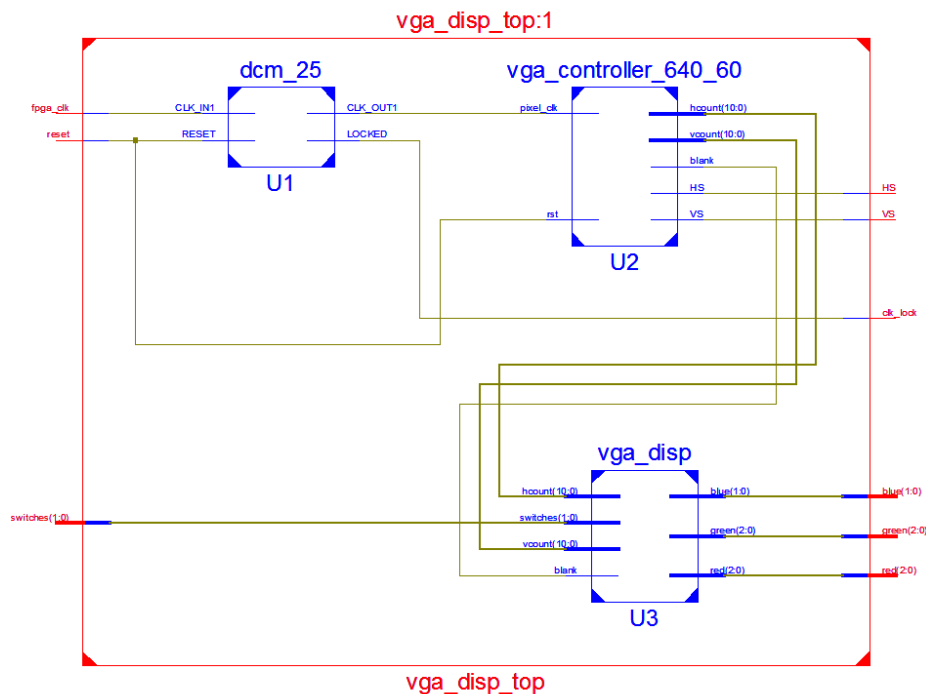 vga_disp_top:1
dcm_25
vga_controller_640_60
fpga_clk
CLK_IN1
CLK_OUT1
pixel_clk
hcount(10:0)
reset
RESET
LOCKED
vcount(10:0)
blank
U1
HS
HS
rst
VS
VS
U2
clk_lock
vga_disp
hcount(10:0)
blue(1:0)
blue(1:0)
switches(1:0)
switches(1:0)
green(2:0)
green(2:0)
vcount(10:0)
blank
red(2:0)
red(2:0)
U3
vga_disp_top